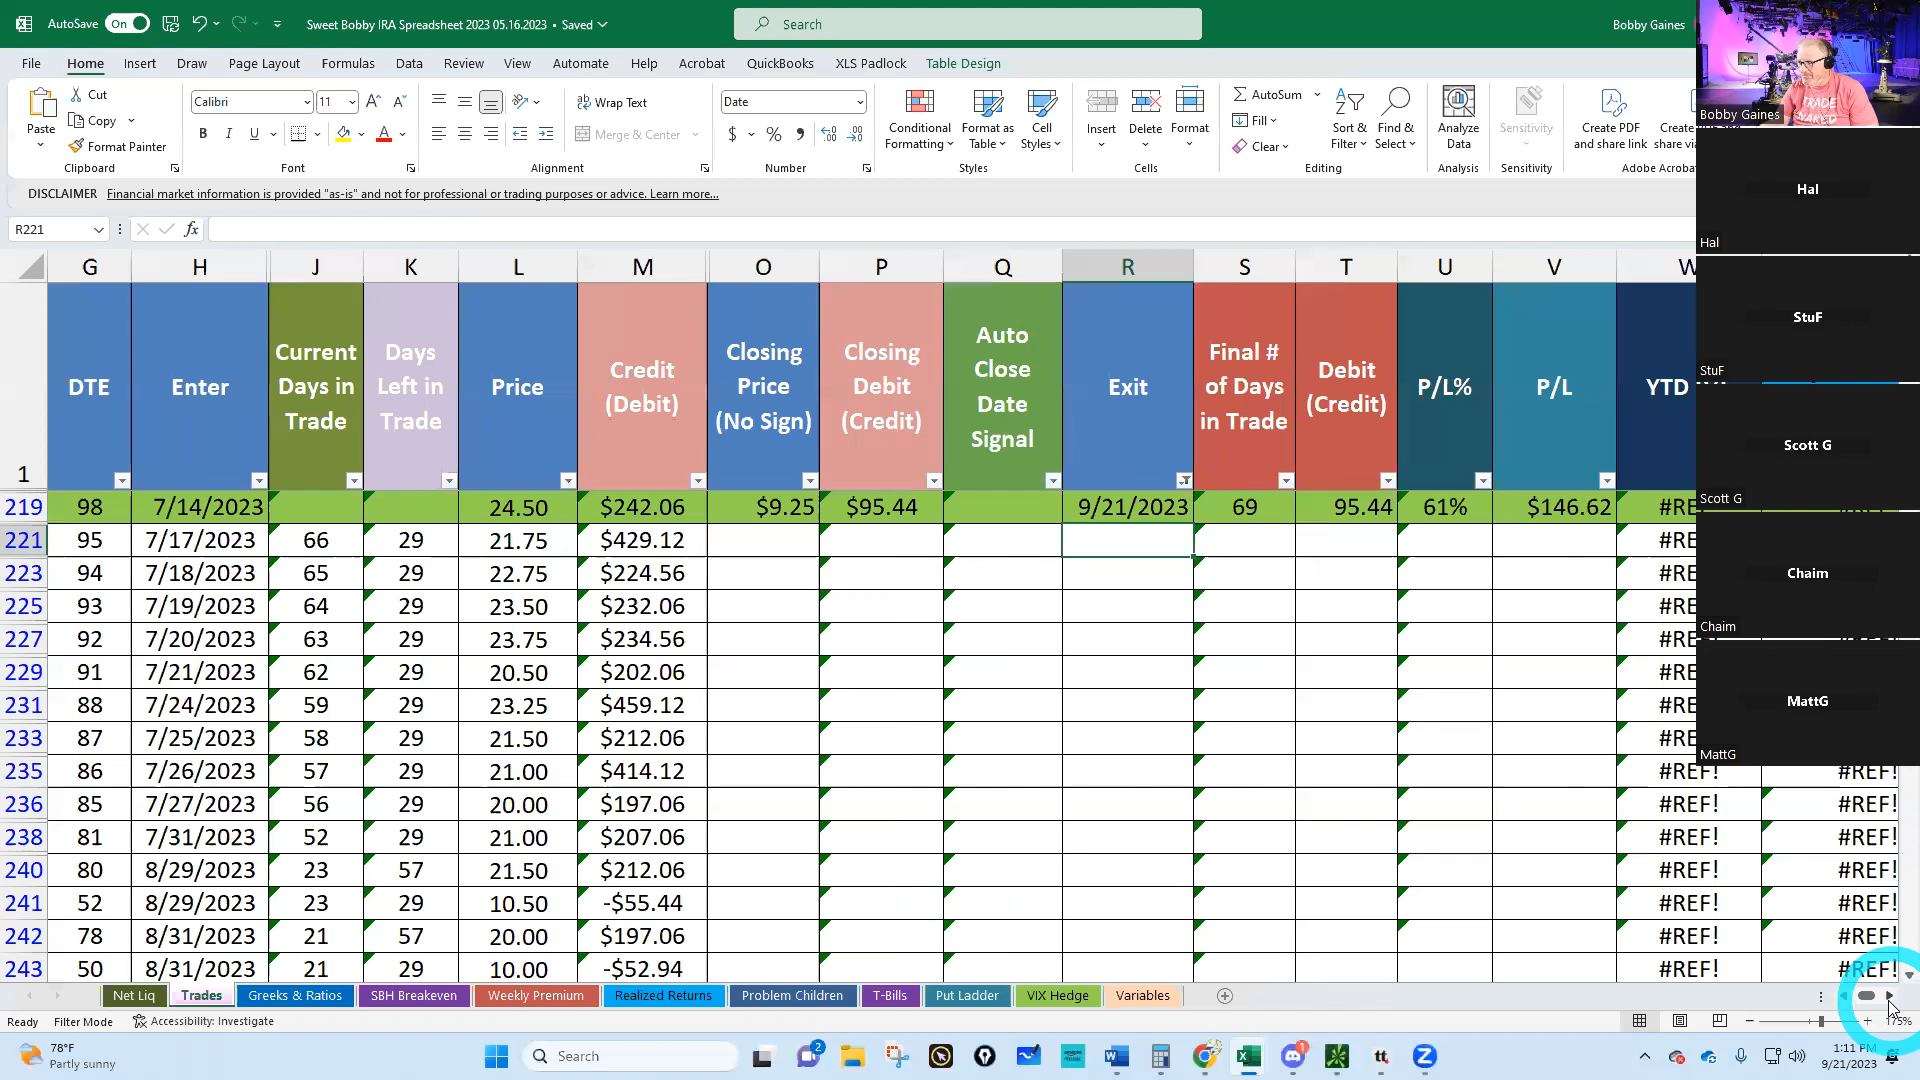 AutoSave On Sweet Bobby IRA Spreadsheet 2023 05.16.2023 • Saved Search Bobby Gaines
File Home Insert Draw Page Layout Formulas Data Review View Automate Help Acrobat QuickBooks XLS Padlock Table Design
Paste Cut Copy Format Painter
Calibri 11
B I U A
Wrap Text
Merge & Center
Date
$ % ,
Conditional Formatting Format as Table Cell Styles
Insert Delete Format
AutoSum Fill Clear
Sort & Filter Find & Select
Analyze Data
Sensitivity
Create PDF and share link
Clipboard Font Alignment Number Styles Cells Editing Analysis Sensitivity
DISCLAIMER Financial market information is provided "as-is" and not for professional or trading purposes or advice. Learn more...
R221 fx
G H J K L M O P Q R S T U V W
1 DTE Enter Current Days in Trade Days Left in Trade Price Credit (Debit) Closing Price (No Sign) Closing Debit (Credit) Auto Close Date Signal Exit Final # of Days in Trade Debit (Credit) P/L% P/L YTD
219 98 7/14/2023 24.50 $242.06 $9.25 $95.44 9/21/2023 69 95.44 61% $146.62 #RE
221 95 7/17/2023 66 29 21.75 $429.12 #RE
223 94 7/18/2023 65 29 22.75 $224.56 #RE
225 93 7/19/2023 64 29 23.50 $232.06 #RE
227 92 7/20/2023 63 29 23.75 $234.56 #RE
229 91 7/21/2023 62 29 20.50 $202.06 #RE
231 88 7/24/2023 59 29 23.25 $459.12 #RE
233 87 7/25/2023 58 29 21.50 $212.06 #RE
235 86 7/26/2023 57 29 21.00 $414.12 #REF! #REF!
236 85 7/27/2023 56 29 20.00 $197.06 #REF! #REF!
238 81 7/31/2023 52 29 21.00 $207.06 #REF! #REF!
240 80 8/29/2023 23 57 21.50 $212.06 #REF! #REF!
241 52 8/29/2023 23 29 10.50 -$55.44 #REF! #REF!
242 78 8/31/2023 21 57 20.00 $197.06 #REF! #REF!
243 50 8/31/2023 21 29 10.00 -$52.94 #REF! #REF!
Bobby Gaines
TRADE
NAKED
Hal
Hal
StuF
StuF
Scott G
Scott G
Chaim
Chaim
MattG
MattG
Net Liq Trades Greeks & Ratios SBH Breakeven Weekly Premium Realized Returns Problem Children T-Bills Put Ladder VIX Hedge Variables
Ready Filter Mode Accessibility: Investigate 175%
78°F
Partly sunny
Search
2
1
tt
1:11 PM
9/21/2023